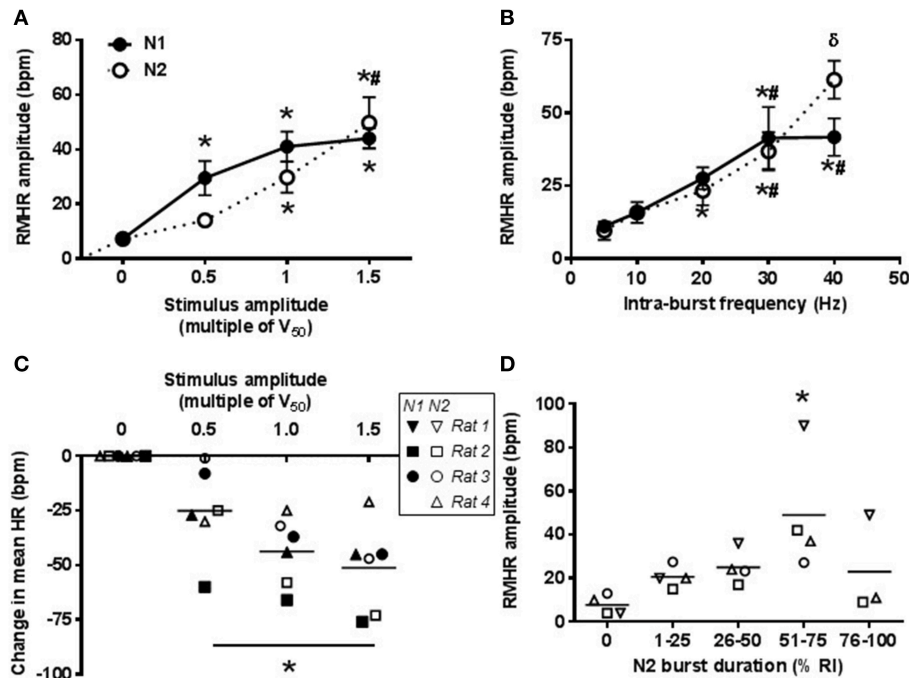 A
RMHR amplitude (bpm)
80
60
40
20
0
N1
N2
*
*
*#
*
*
0 0.5 1 1.5
Stimulus amplitude
(multiple of V50)
B
RMHR amplitude (bpm)
75
50
25
0
δ
*#
*#
*#
*
0 10 20 30 40 50
Intra-burst frequency (Hz)
C
Stimulus amplitude
(multiple of V50)
0 0.5 1.0 1.5
Change in mean HR (bpm)
0
-25
-50
-75
-100
*
N1 N2
Rat 1
Rat 2
Rat 3
Rat 4
D
RMHR amplitude (bpm)
100
80
60
40
20
0
*
0 1-25 26-50 51-75 76-100
N2 burst duration (% RI)